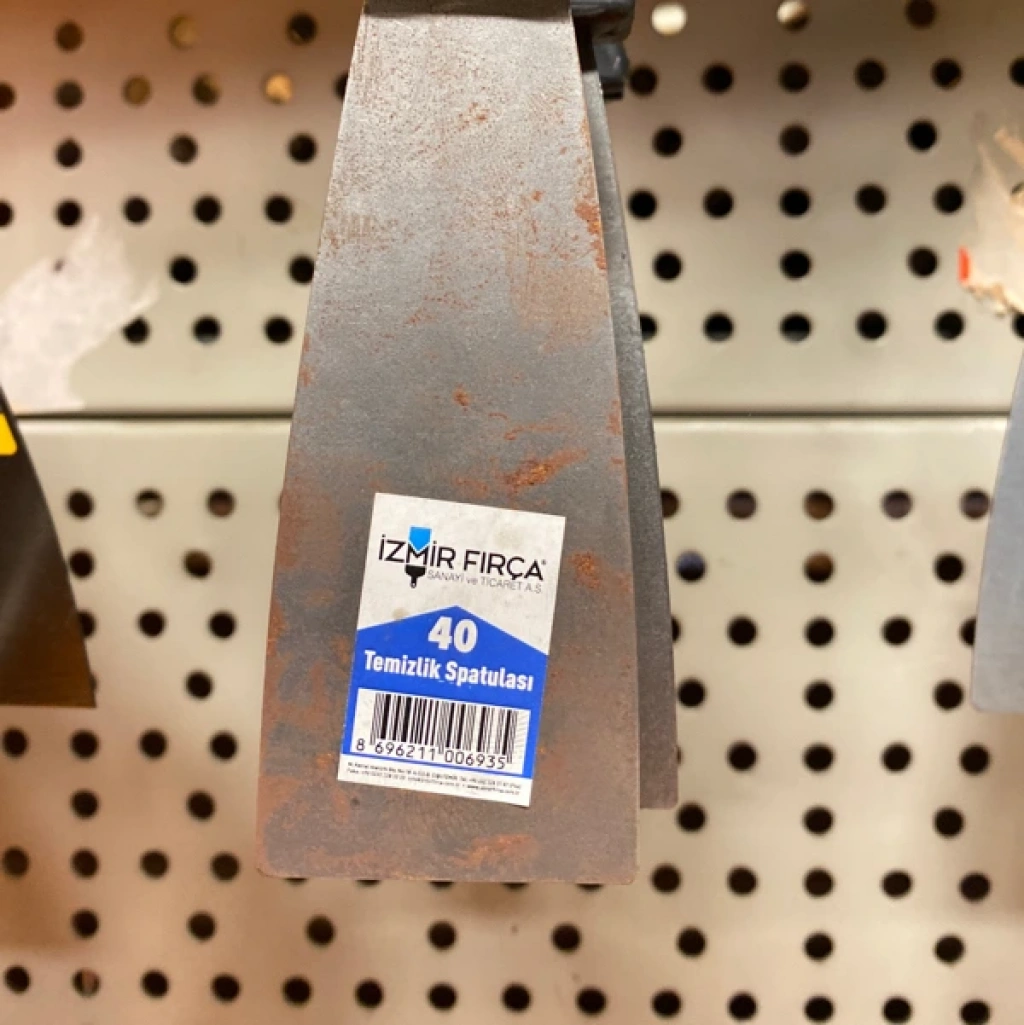 İZMİR FIRÇA®
SANAYİ ve TİCARET A.Ş.
40
Temizlik Spatulası
8 696211 006935